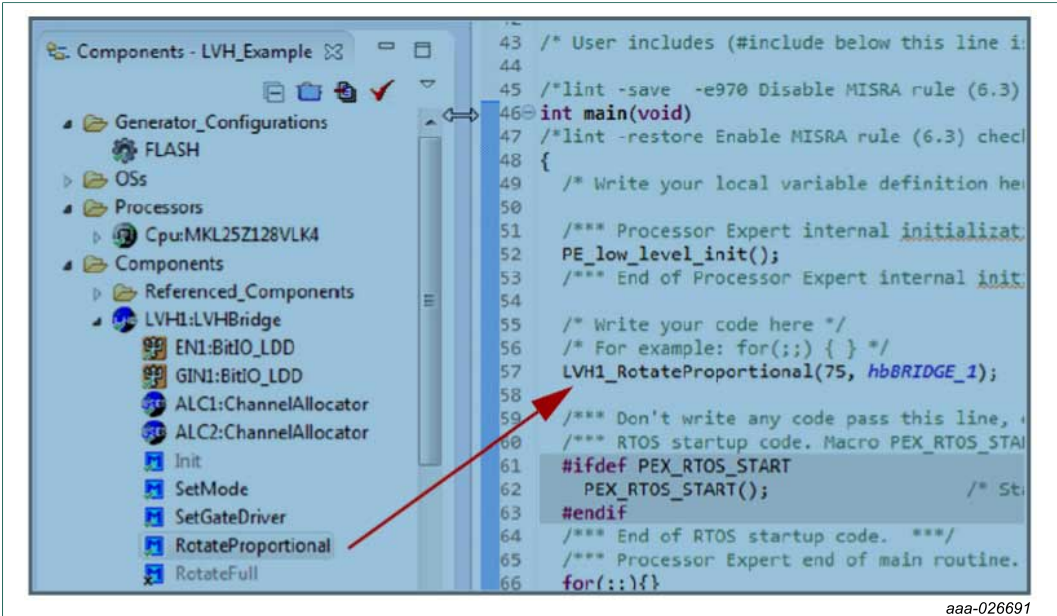 Components - LVH_Example
Generator_Configurations
FLASH
OSs
Processors
Cpu:MKL25Z128VLK4
Components
Referenced_Components
LVH1:LVHBridge
EN1:BitIO_LDD
GIN1:BitIO_LDD
ALC1:ChannelAllocator
ALC2:ChannelAllocator
Init
SetMode
SetGateDriver
RotateProportional
RotateFull
43 /* User includes (#include below this line i
44
45 /*lint -save  -e970 Disable MISRA rule (6.3)
46 int main(void)
47 /*lint -restore Enable MISRA rule (6.3) chec
48 {
49   /* Write your local variable definition he
50
51   /*** Processor Expert internal initializat
52   PE_low_level_init();
53   /*** End of Processor Expert internal init
54
55   /* Write your code here */
56   /* For example: for(;;) { } */
57   LVH1_RotateProportional(75, hbBRIDGE_1);
58
59   /*** Don't write any code pass this line,
60   /*** RTOS startup code. Macro PEX_RTOS_STA
61   #ifdef PEX_RTOS_START
62     PEX_RTOS_START();                 /* St
63   #endif
64   /*** End of RTOS startup code.  ***/
65   /*** Processor Expert end of main routine.
66   for(;;){}
aaa-026691